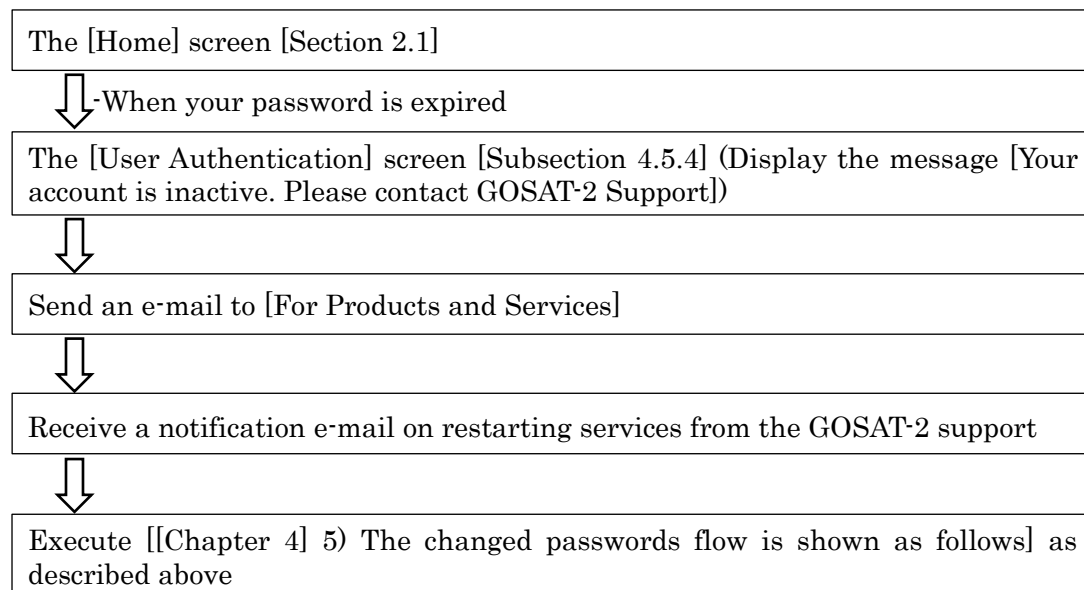 The [Home] screen [Section 2.1]
-When your password is expired
The [User Authentication] screen [Subsection 4.5.4] (Display the message [Your
account is inactive. Please contact GOSAT-2 Support])
Send an e-mail to [For Products and Services]
Receive a notification e-mail on restarting services from the GOSAT-2 support
Execute [[Chapter 4] 5) The changed passwords flow is shown as follows] as
described above